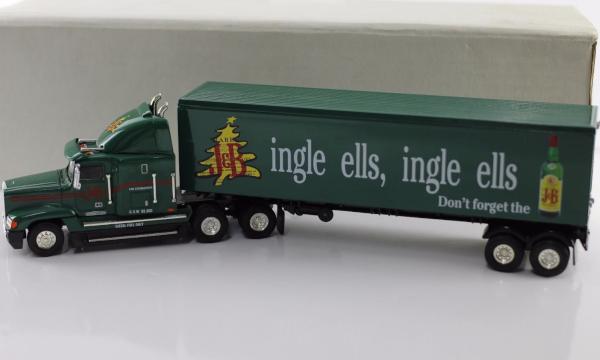 J&B
ingle ells, ingle ells
Don't forget the
J&B